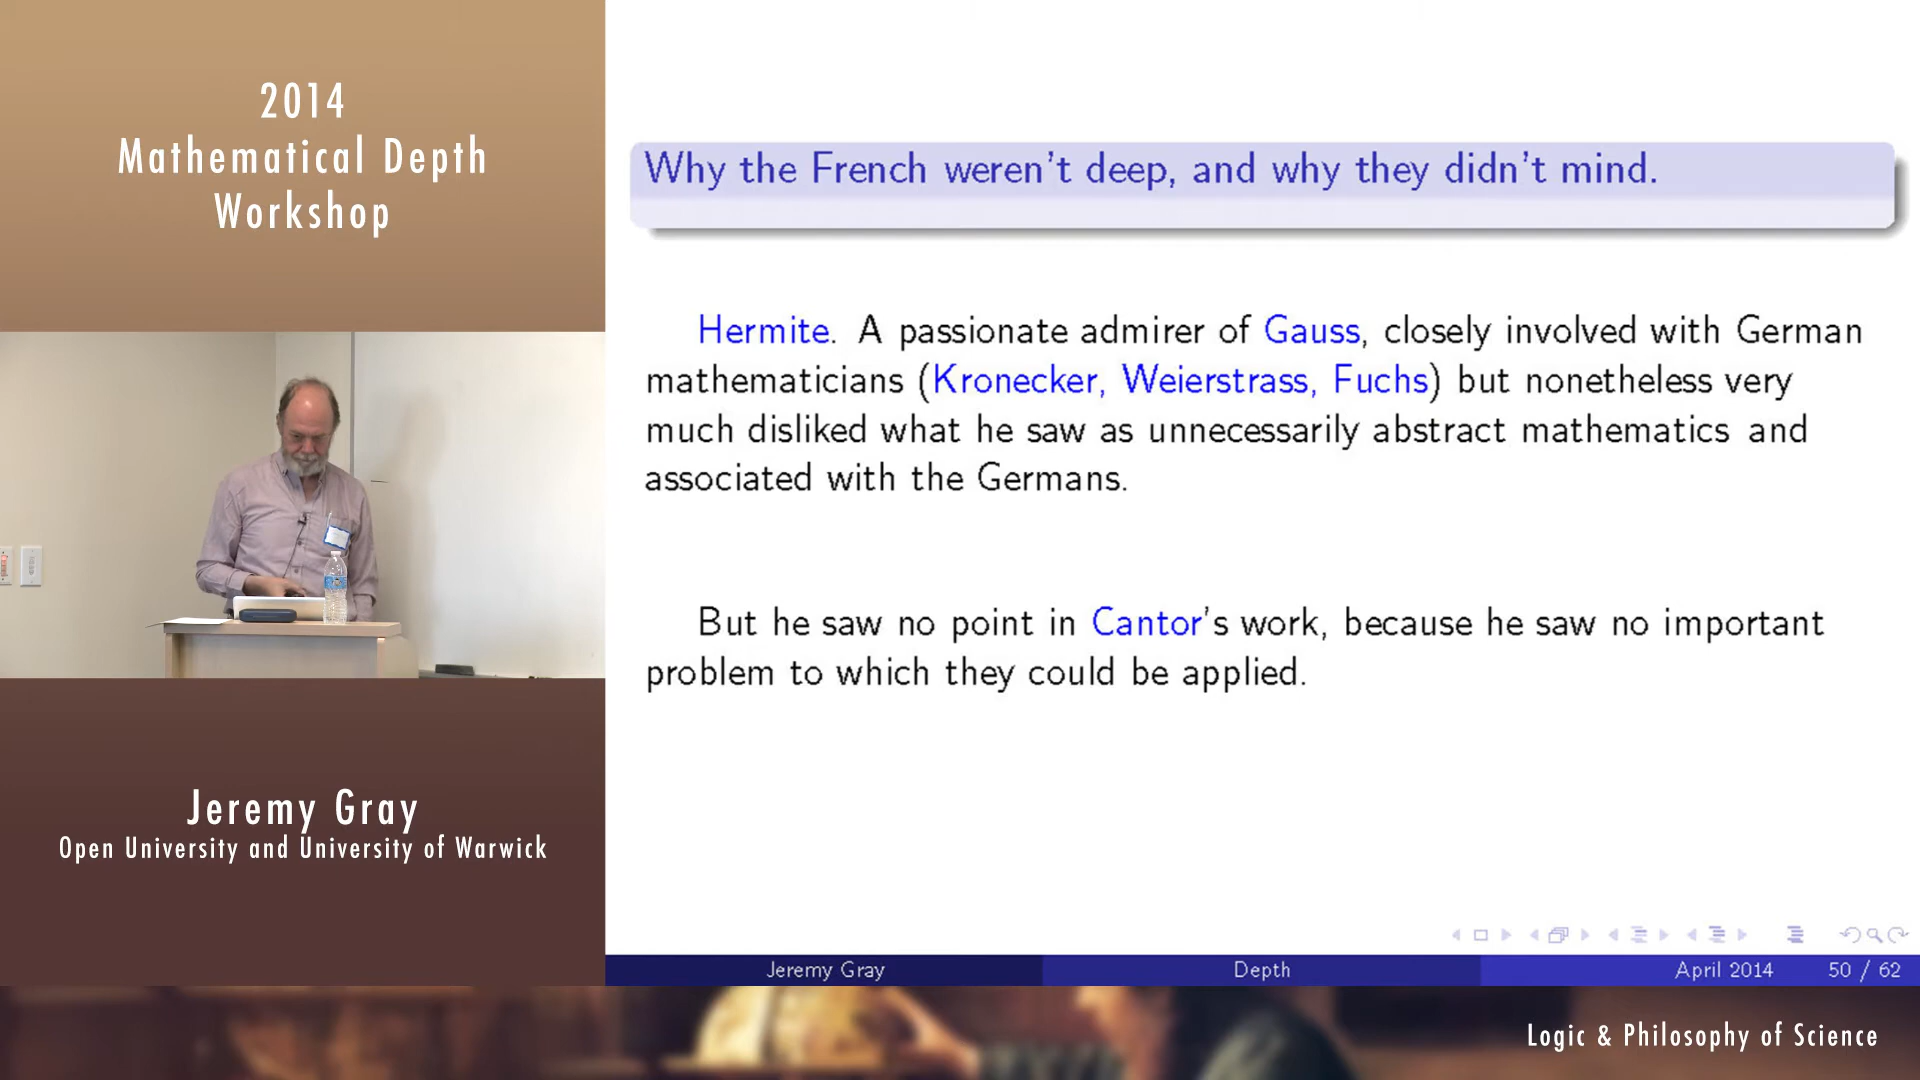 2014
Mathematical Depth
Workshop
Jeremy Gray
Open University and University of Warwick
Why the French weren't deep, and why they didn't mind.
Hermite. A passionate admirer of Gauss, closely involved with German
mathematicians (Kronecker, Weierstrass, Fuchs) but nonetheless very
much disliked what he saw as unnecessarily abstract mathematics and
associated with the Germans.
But he saw no point in Cantor's work, because he saw no important
problem to which they could be applied.
Jeremy Gray
Depth
April 2014
50 / 62
Logic & Philosophy of Science